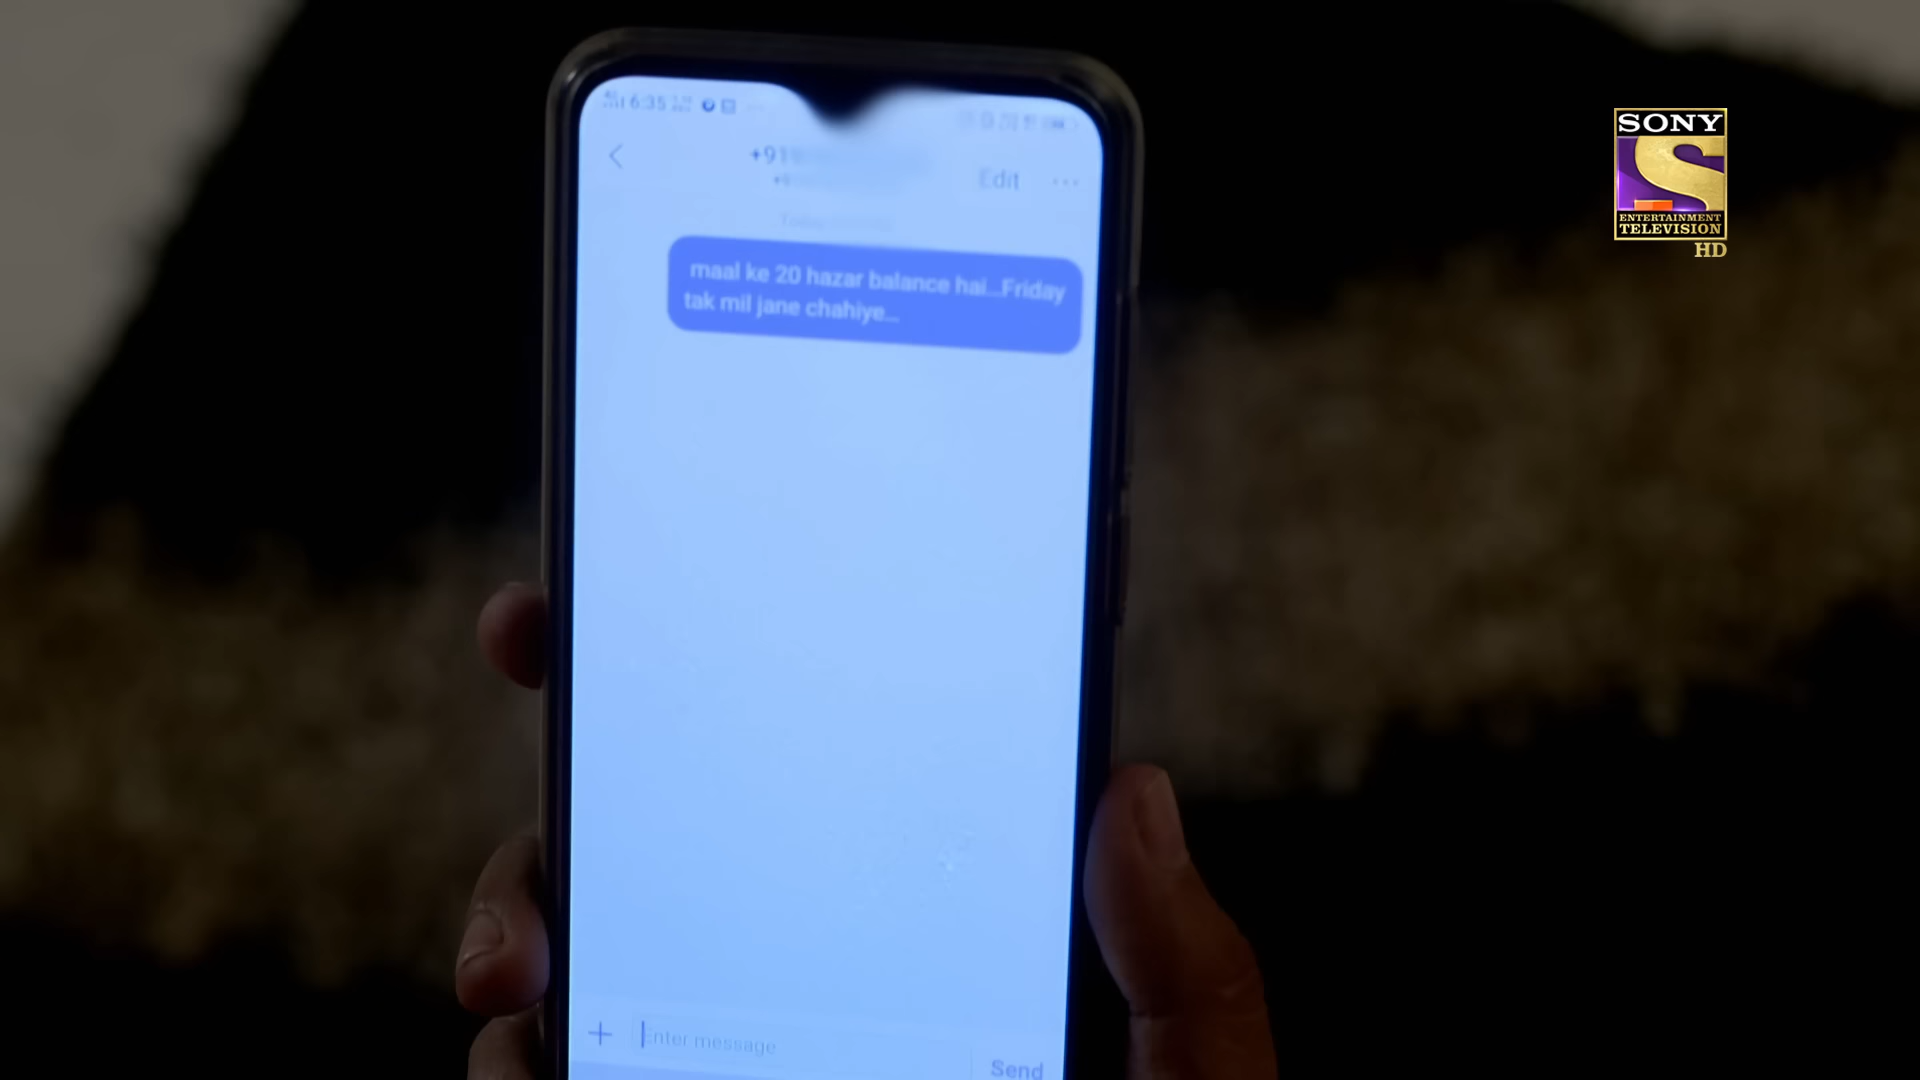 6:35
+91
Edit
Today
maal ke 20 hazar balance hai...Friday
tak mil jane chahiye...
Enter message
Send
SONY
ENTERTAINMENT
TELEVISION
HD